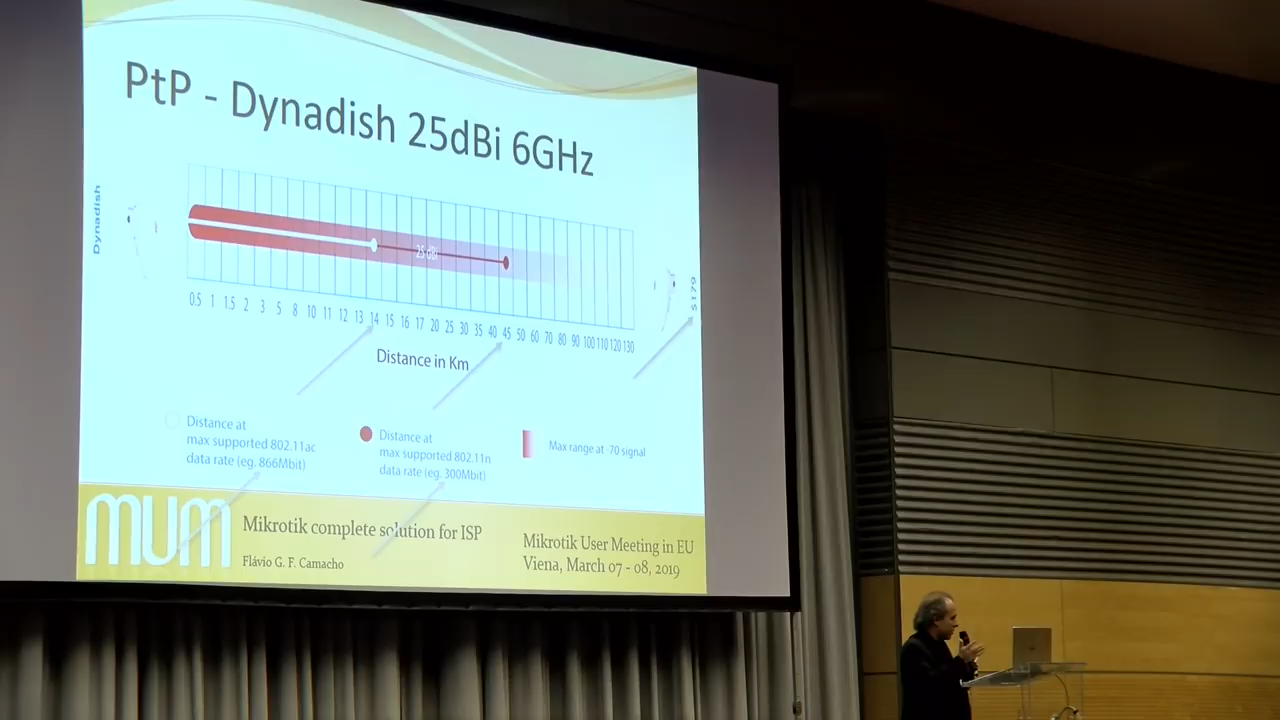 PtP - Dynadish 25dBi 6GHz
Dynadish
25 dBi
$179
0.5 1 1.5 2 3 5 8 10 11 12 13 14 15 16 17 20 25 30 35 40 45 50 60 70 80 90 100 110 120 130
Distance in Km
Distance at
max supported 802.11ac
data rate (eg. 866Mbit)
Distance at
max supported 802.11n
data rate (eg. 300Mbit)
Max range at -70 signal
mum
Mikrotik complete solution for ISP
Flávio G. F. Camacho
Mikrotik User Meeting in EU
Viena, March 07 - 08, 2019